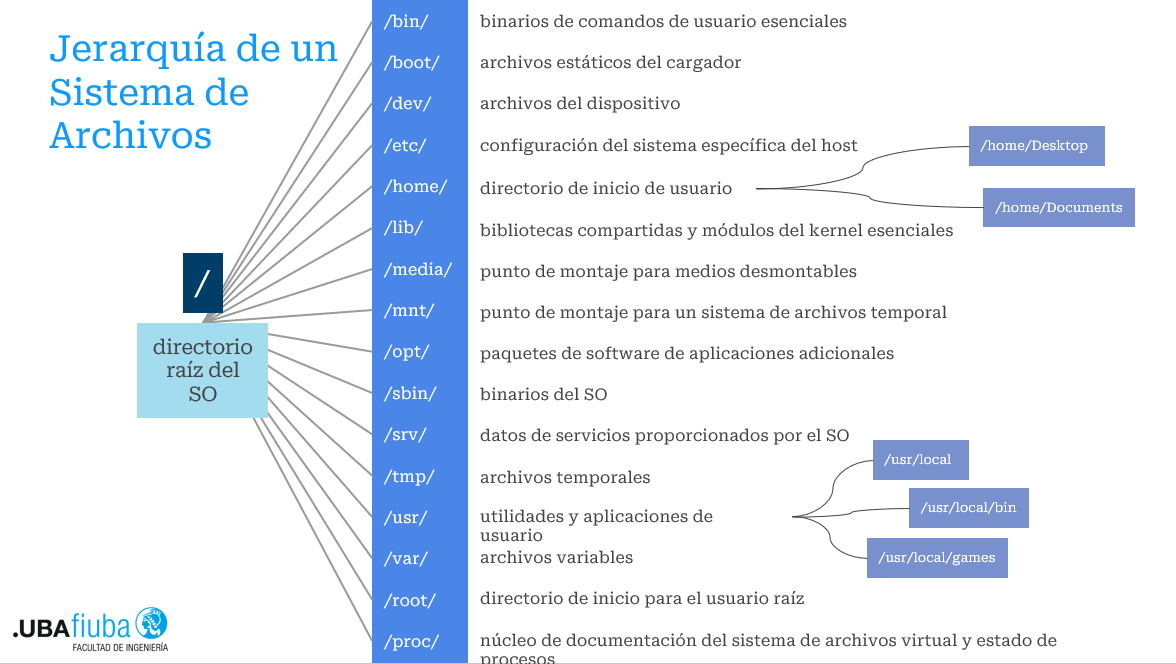 Jerarquía de un
Sistema de
Archivos
/
directorio
raíz del
SO
/bin/ binarios de comandos de usuario esenciales
/boot/ archivos estáticos del cargador
/dev/ archivos del dispositivo
/etc/ configuración del sistema específica del host
/home/Desktop
/home/ directorio de inicio de usuario
/home/Documents
/lib/ bibliotecas compartidas y módulos del kernel esenciales
/media/ punto de montaje para medios desmontables
/mnt/ punto de montaje para un sistema de archivos temporal
/opt/ paquetes de software de aplicaciones adicionales
/sbin/ binarios del SO
/srv/ datos de servicios proporcionados por el SO
/usr/local
/tmp/ archivos temporales
/usr/local/bin
/usr/ utilidades y aplicaciones de
usuario
/var/ archivos variables
/usr/local/games
/root/ directorio de inicio para el usuario raíz
/proc/ núcleo de documentación del sistema de archivos virtual y estado de
procesos
.UBAfiuba
FACULTAD DE INGENIERÍA